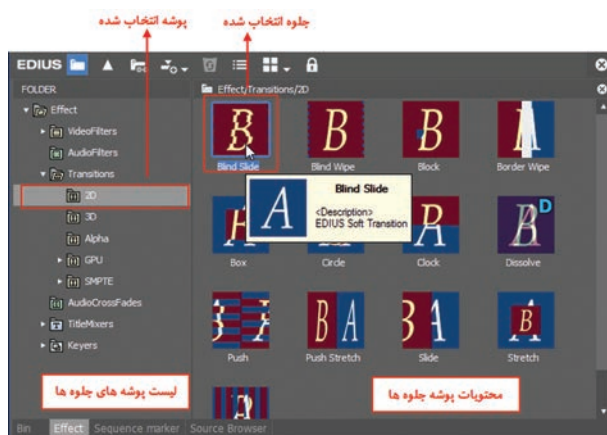 پوشه انتخاب شده
جلوه انتخاب شده
EDIUS
FOLDER
Effect/Transitions/2D
Effect
VideoFilters
AudioFilters
Transitions
2D
3D
Alpha
GPU
SMPTE
AudioCrossFades
TitleMixers
Keyers
لیست پوشه های جلوه ها
B
B
B
A
Blind Slide
Blind Wipe
Block
Border Wipe
A
Blind Slide
<Description>
EDIUS Soft Transition
D
Box
Circle
Clock
Dissolve
B A
B
Push
Push Stretch
Slide
Stretch
محتویات پوشه جلوه ها
Bin
Effect
Sequence marker
Source Browser